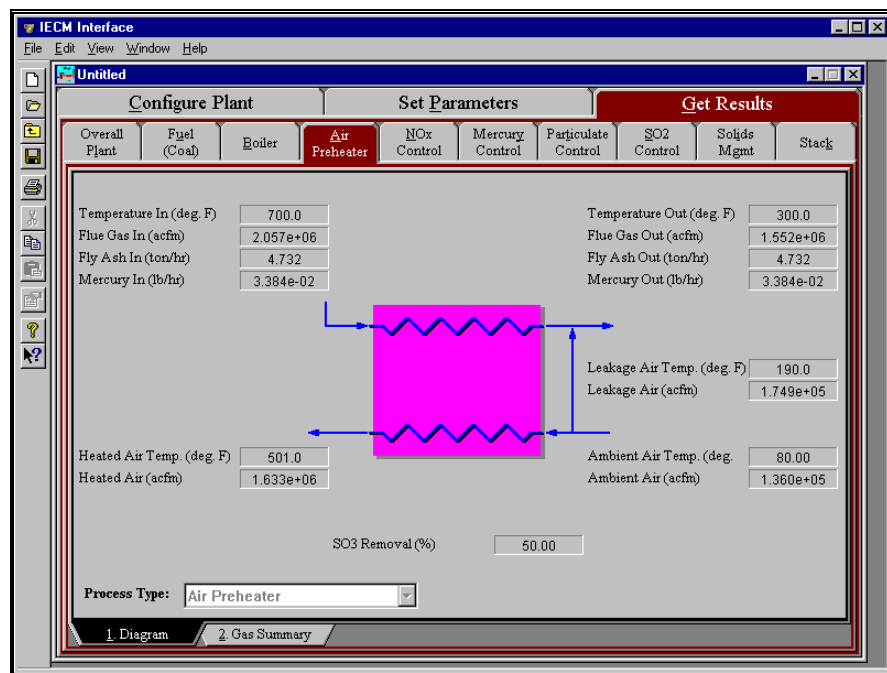 IECM Interface
File Edit View Window Help
Untitled
Configure Plant Set Parameters Get Results
Overall Plant Fuel (Coal) Boiler Air Preheater NOx Control Mercury Control Particulate Control SO2 Control Solids Mgmt Stack
Temperature In (deg. F) 700.0 Temperature Out (deg. F) 300.0
Flue Gas In (acfm) 2.057e+06 Flue Gas Out (acfm) 1.552e+06
Fly Ash In (ton/hr) 4.732 Fly Ash Out (ton/hr) 4.732
Mercury In (lb/hr) 3.384e-02 Mercury Out (lb/hr) 3.384e-02
Leakage Air Temp. (deg. F) 190.0
Leakage Air (acfm) 1.749e+05
Heated Air Temp. (deg. F) 501.0 Ambient Air Temp. (deg. 80.00
Heated Air (acfm) 1.633e+06 Ambient Air (acfm) 1.360e+05
SO3 Removal (%) 50.00
Process Type: Air Preheater
1. Diagram 2. Gas Summary